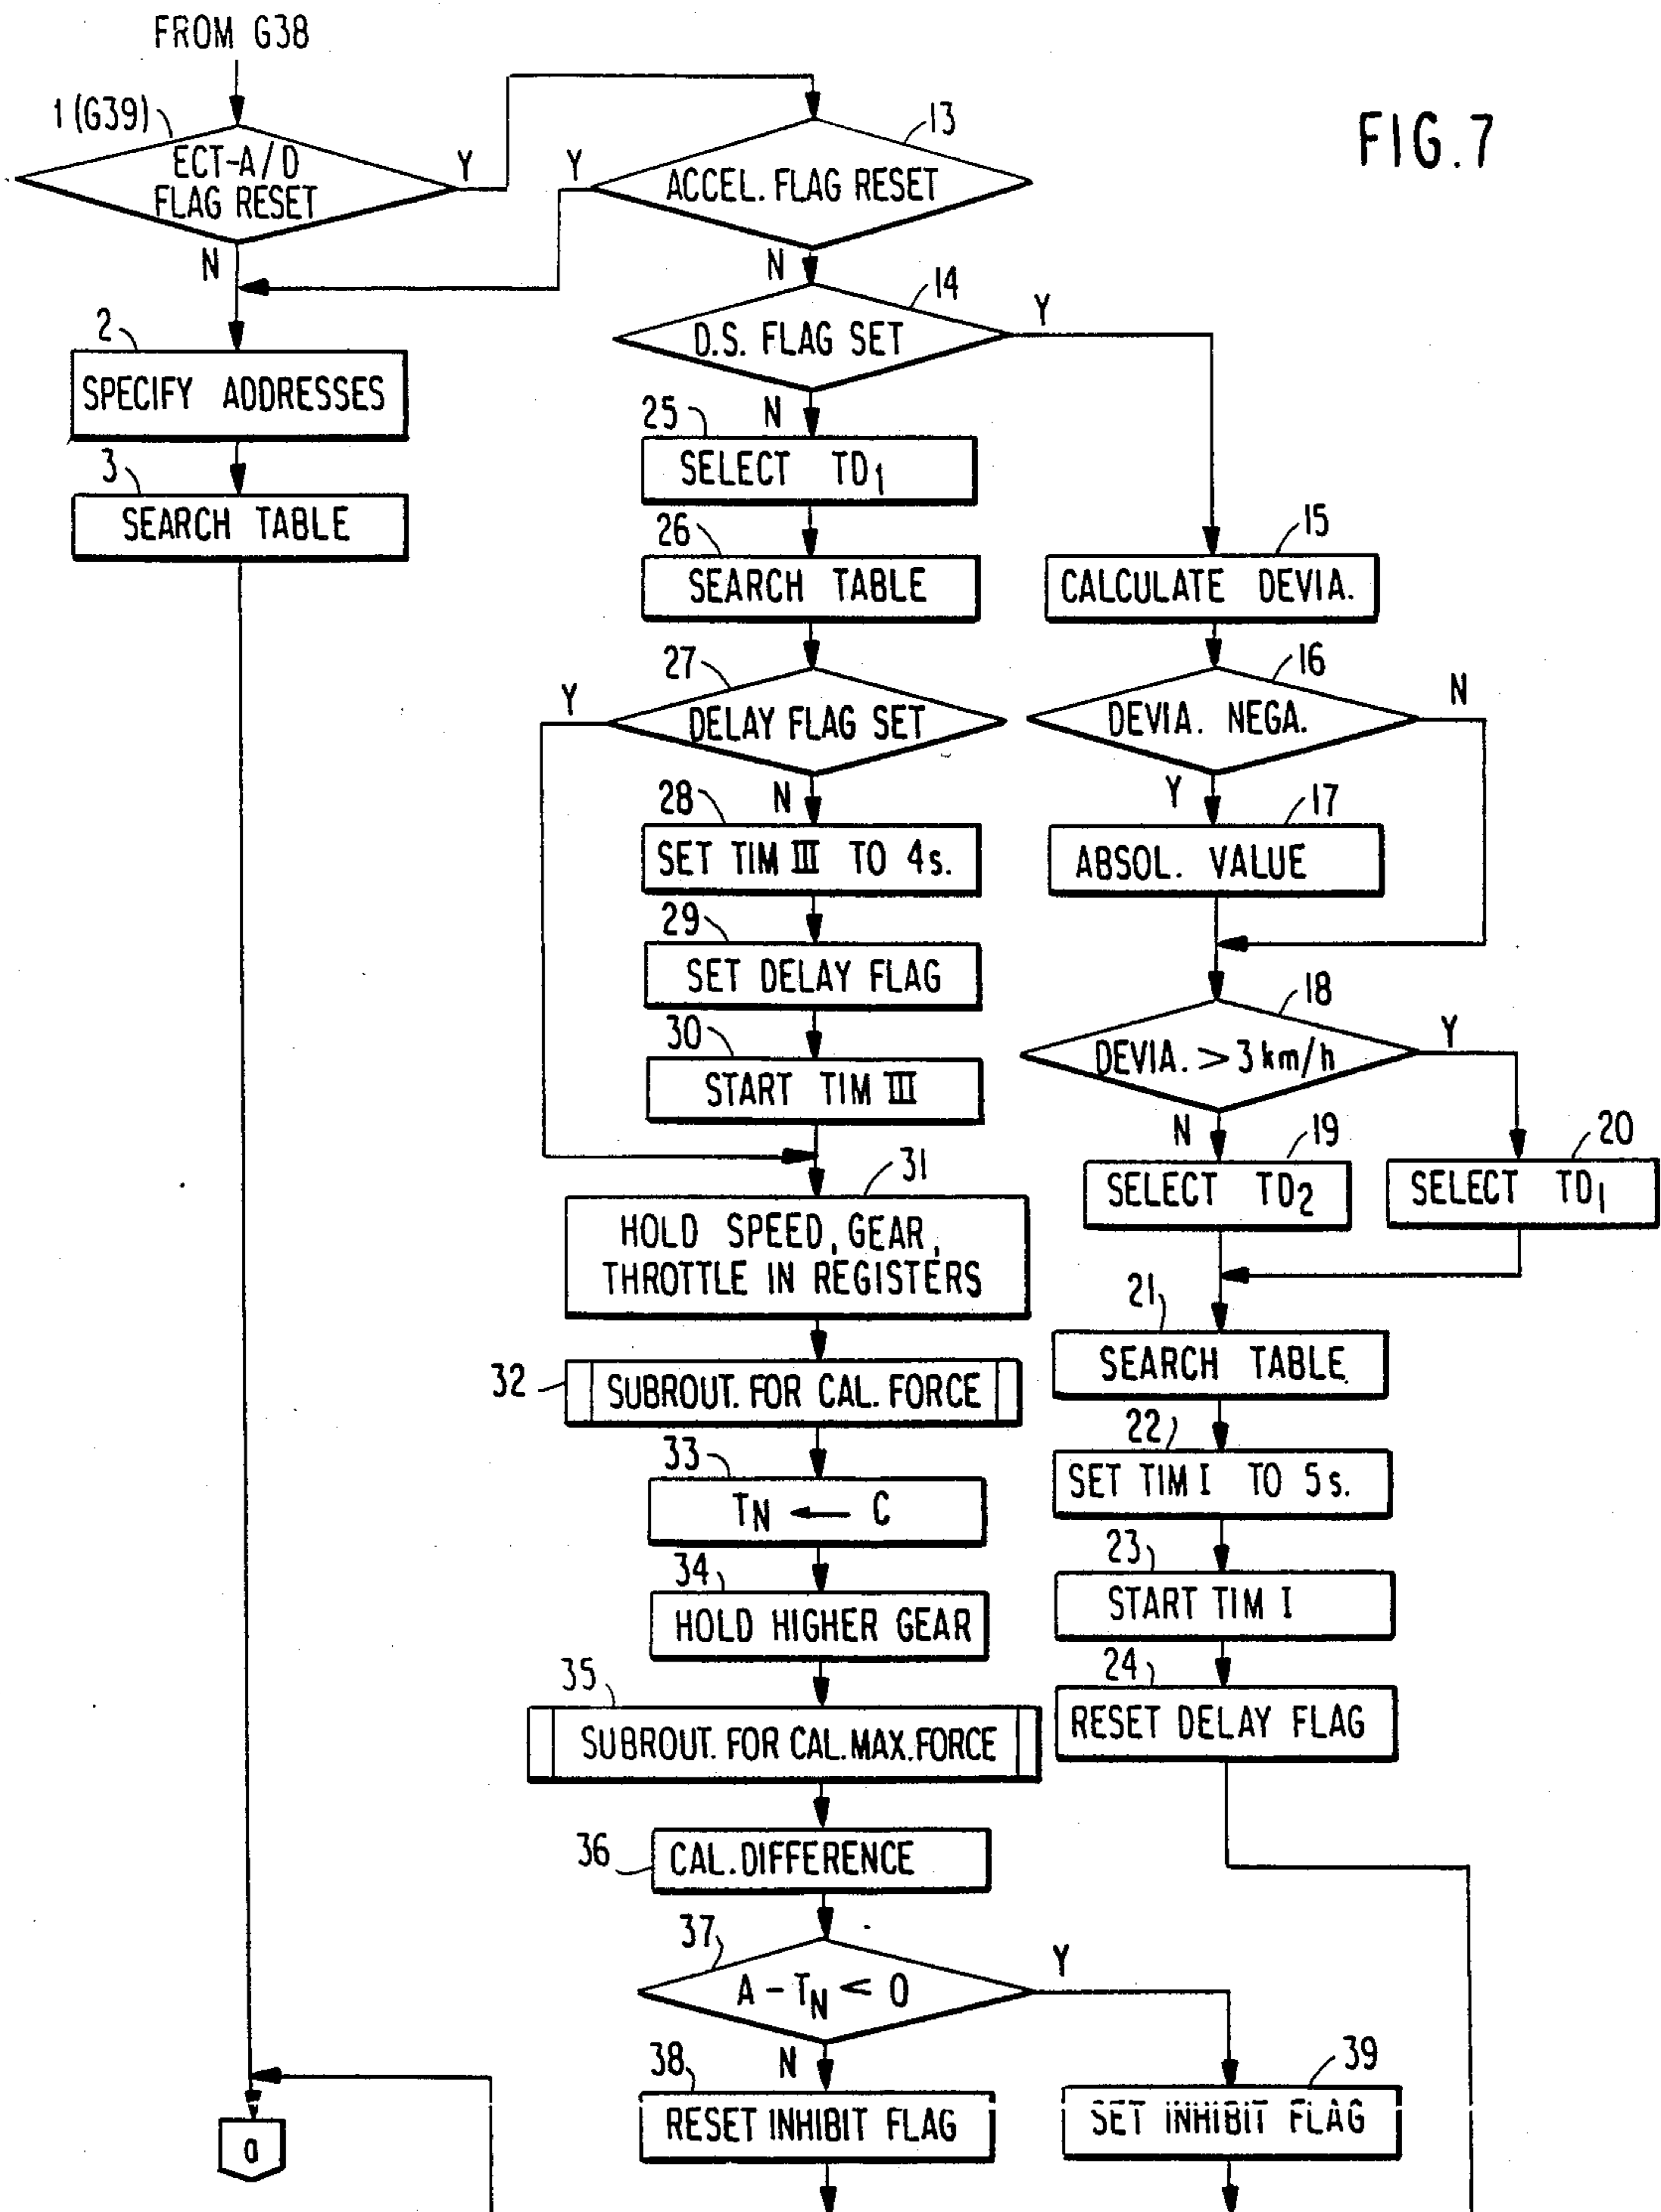 FROM G38
1 (G39)
ECT-A/D
FLAG RESET
Y
N
13
ACCEL. FLAG RESET
Y
N
FIG. 7
2
SPECIFY ADDRESSES
3
SEARCH TABLE
14
D.S. FLAG SET
Y
N
25
SELECT TD1
26
SEARCH TABLE
27
DELAY FLAG SET
Y
N
28
SET TIM III TO 4s.
29
SET DELAY FLAG
30
START TIM III
31
HOLD SPEED, GEAR,
THROTTLE IN REGISTERS
32
SUBROUT. FOR CAL. FORCE
33
TN ← C
34
HOLD HIGHER GEAR
35
SUBROUT. FOR CAL. MAX. FORCE
36
CAL. DIFFERENCE
37
A - TN < 0
Y
N
38
RESET INHIBIT FLAG
39
SET INHIBIT FLAG
15
CALCULATE DEVIA.
16
DEVIA. NEGA.
N
Y
17
ABSOL. VALUE
18
DEVIA. > 3 km/h
Y
N
19
SELECT TD2
20
SELECT TD1
21
SEARCH TABLE
22
SET TIM I TO 5s.
23
START TIM I
24
RESET DELAY FLAG
a